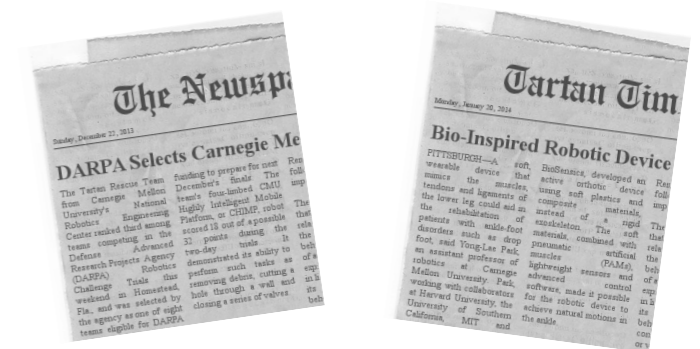 The Newspa
Sunday, December 22, 2013
DARPA Selects Carnegie Me
The Tartan Rescue Team
from Carnegie Mellon
University's National
Robotics Engineering
Center ranked third among
teams competing in the
Defense Advanced
Research Projects Agency
(DARPA) Robotics
Challenge Trials this
weekend in Homestead,
Fla., and was selected by
the agency as one of eight
teams eligible for DARPA
funding to prepare for next
December's finals. The
team's four-limbed CMU
Highly Intelligent Mobile
Platform, or CHIMP, robot
scored 18 out of a possible
32 points during the
two-day trials. It
demonstrated its ability to
perform such tasks as
removing debris, cutting a
hole through a wall and
closing a series of valves.
Tartan Tim
Monday, January 20, 2014
Bio-Inspired Robotic Device
PITTSBURGH—A soft,
wearable device that
mimics the muscles,
tendons and ligaments of
the lower leg could aid in
the rehabilitation of
patients with ankle-foot
disorders such as drop
foot, said Yong-Lae Park,
an assistant professor of
robotics at Carnegie
Mellon University. Park,
working with collaborators
at Harvard University, the
University of Southern
California, MIT and
BioSensics, developed an
active orthotic device
using soft plastics and
composite materials,
instead of a rigid
exoskeleton. The soft
materials, combined with
pneumatic artificial
muscles (PAMs),
lightweight sensors and
advanced control
software, made it possible
for the robotic device to
achieve natural motions in
the ankle.